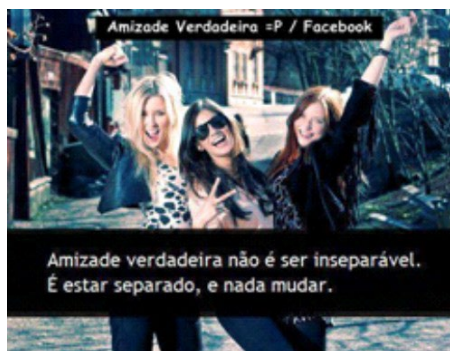 Amizade Verdadeira =P / Facebook
Amizade verdadeira não é ser inseparável.
É estar separado, e nada mudar.